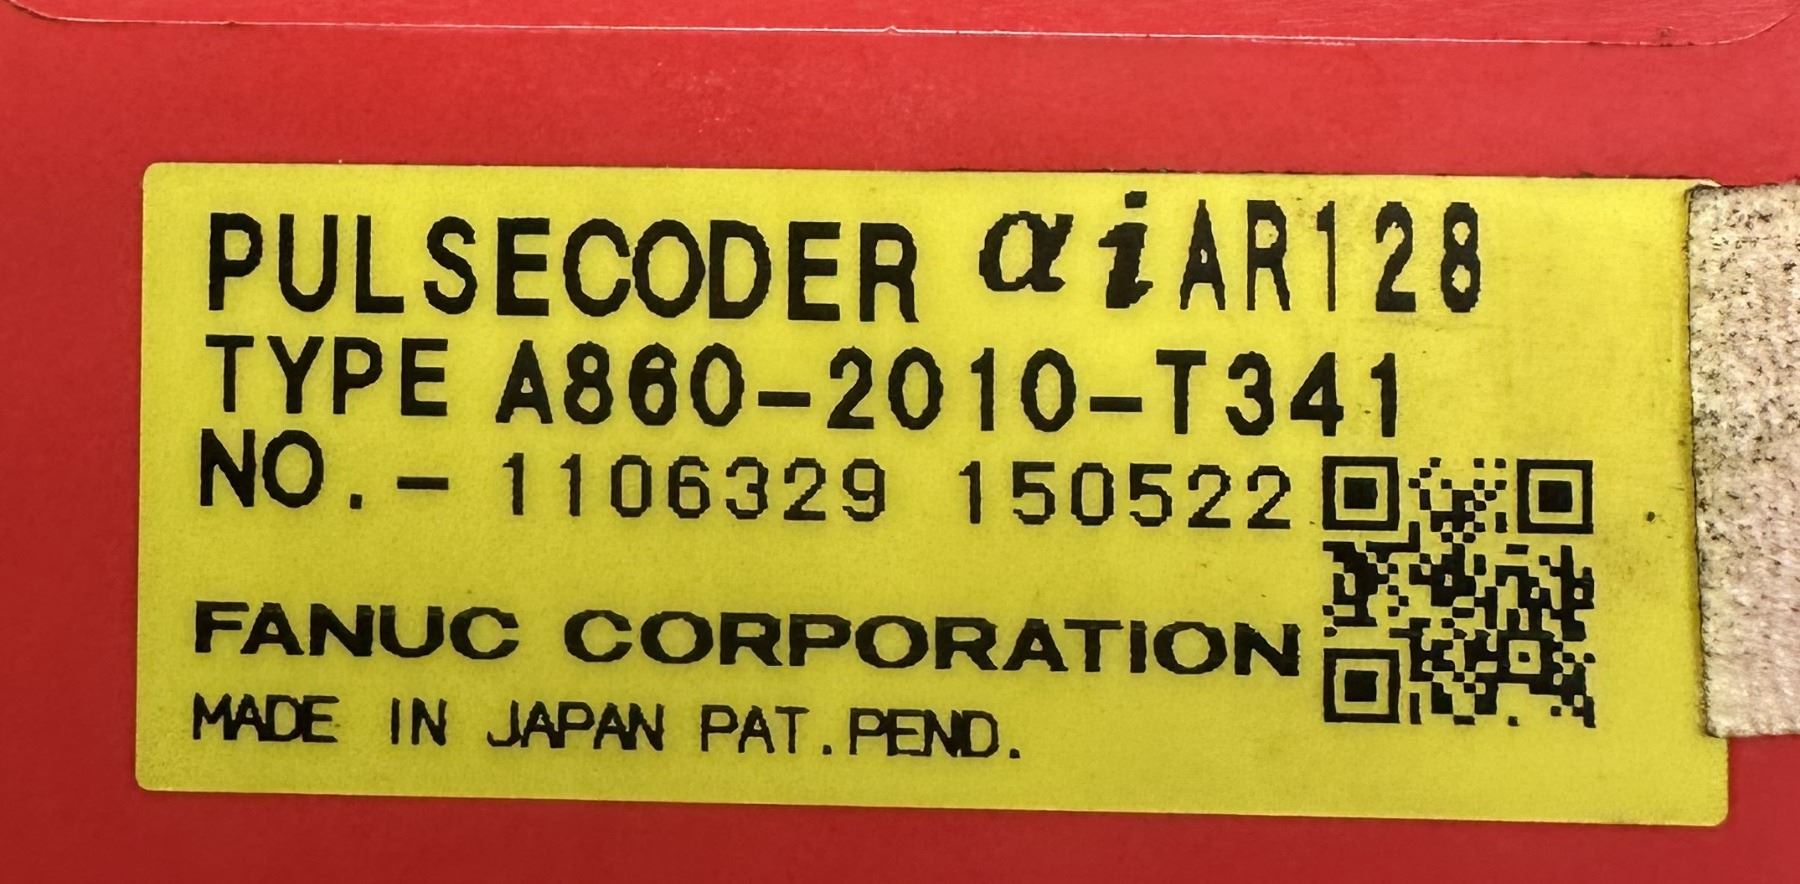 PULSECODER αiAR128
TYPE A860-2010-T341
NO.- 1106329 150522
FANUC CORPORATION
MADE IN JAPAN PAT.PEND.